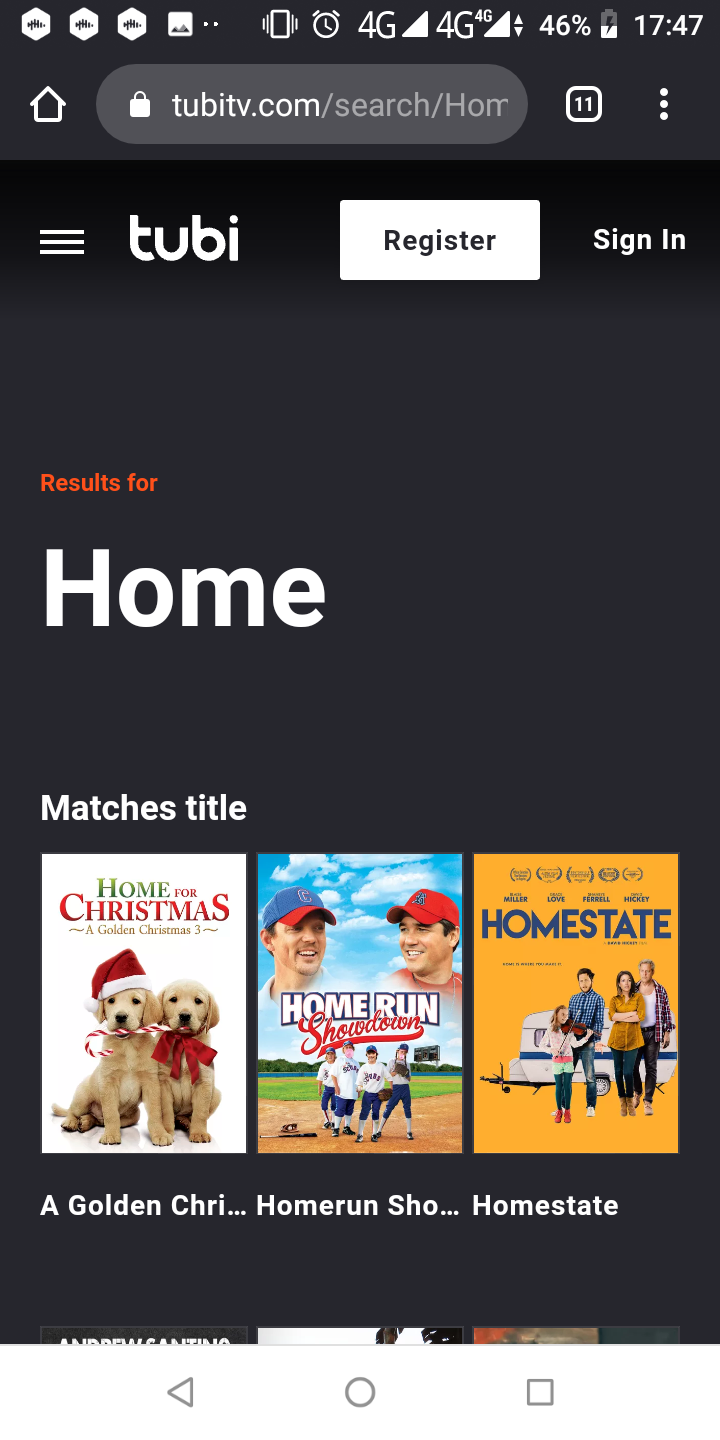 4G 4G 4G 46% 17:47
tubitv.com/search/Hom
11
tubi
Register
Sign In
Results for
Home
Matches title
HOME FOR
CHRISTMAS
A Golden Christmas 3
HOME RUN
Showdown
MILLER LOVE FERRELL HICKEY
HOMESTATE
A Golden Chri...
Homerun Sho...
Homestate
ANDREW SANTINO